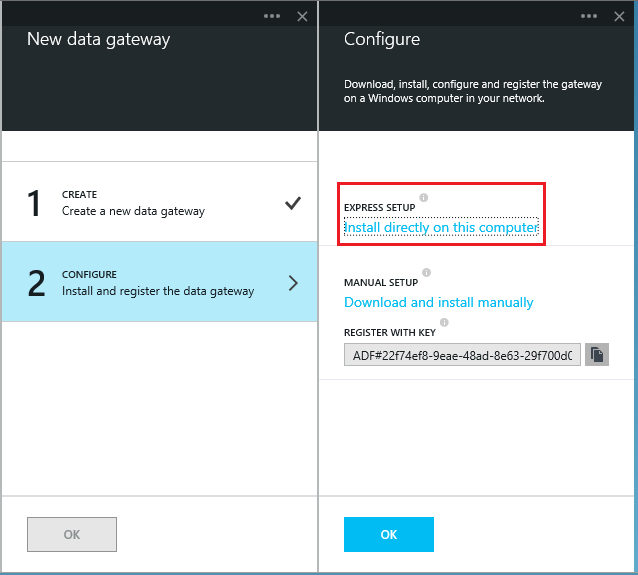 New data gateway
1
CREATE
Create a new data gateway
2
CONFIGURE
Install and register the data gateway
OK
Configure
Download, install, configure and register the gateway
on a Windows computer in your network.
EXPRESS SETUP
Install directly on this computer
MANUAL SETUP
Download and install manually
REGISTER WITH KEY
ADF#22f74ef8-9eae-48ad-8e63-29f700d0
OK